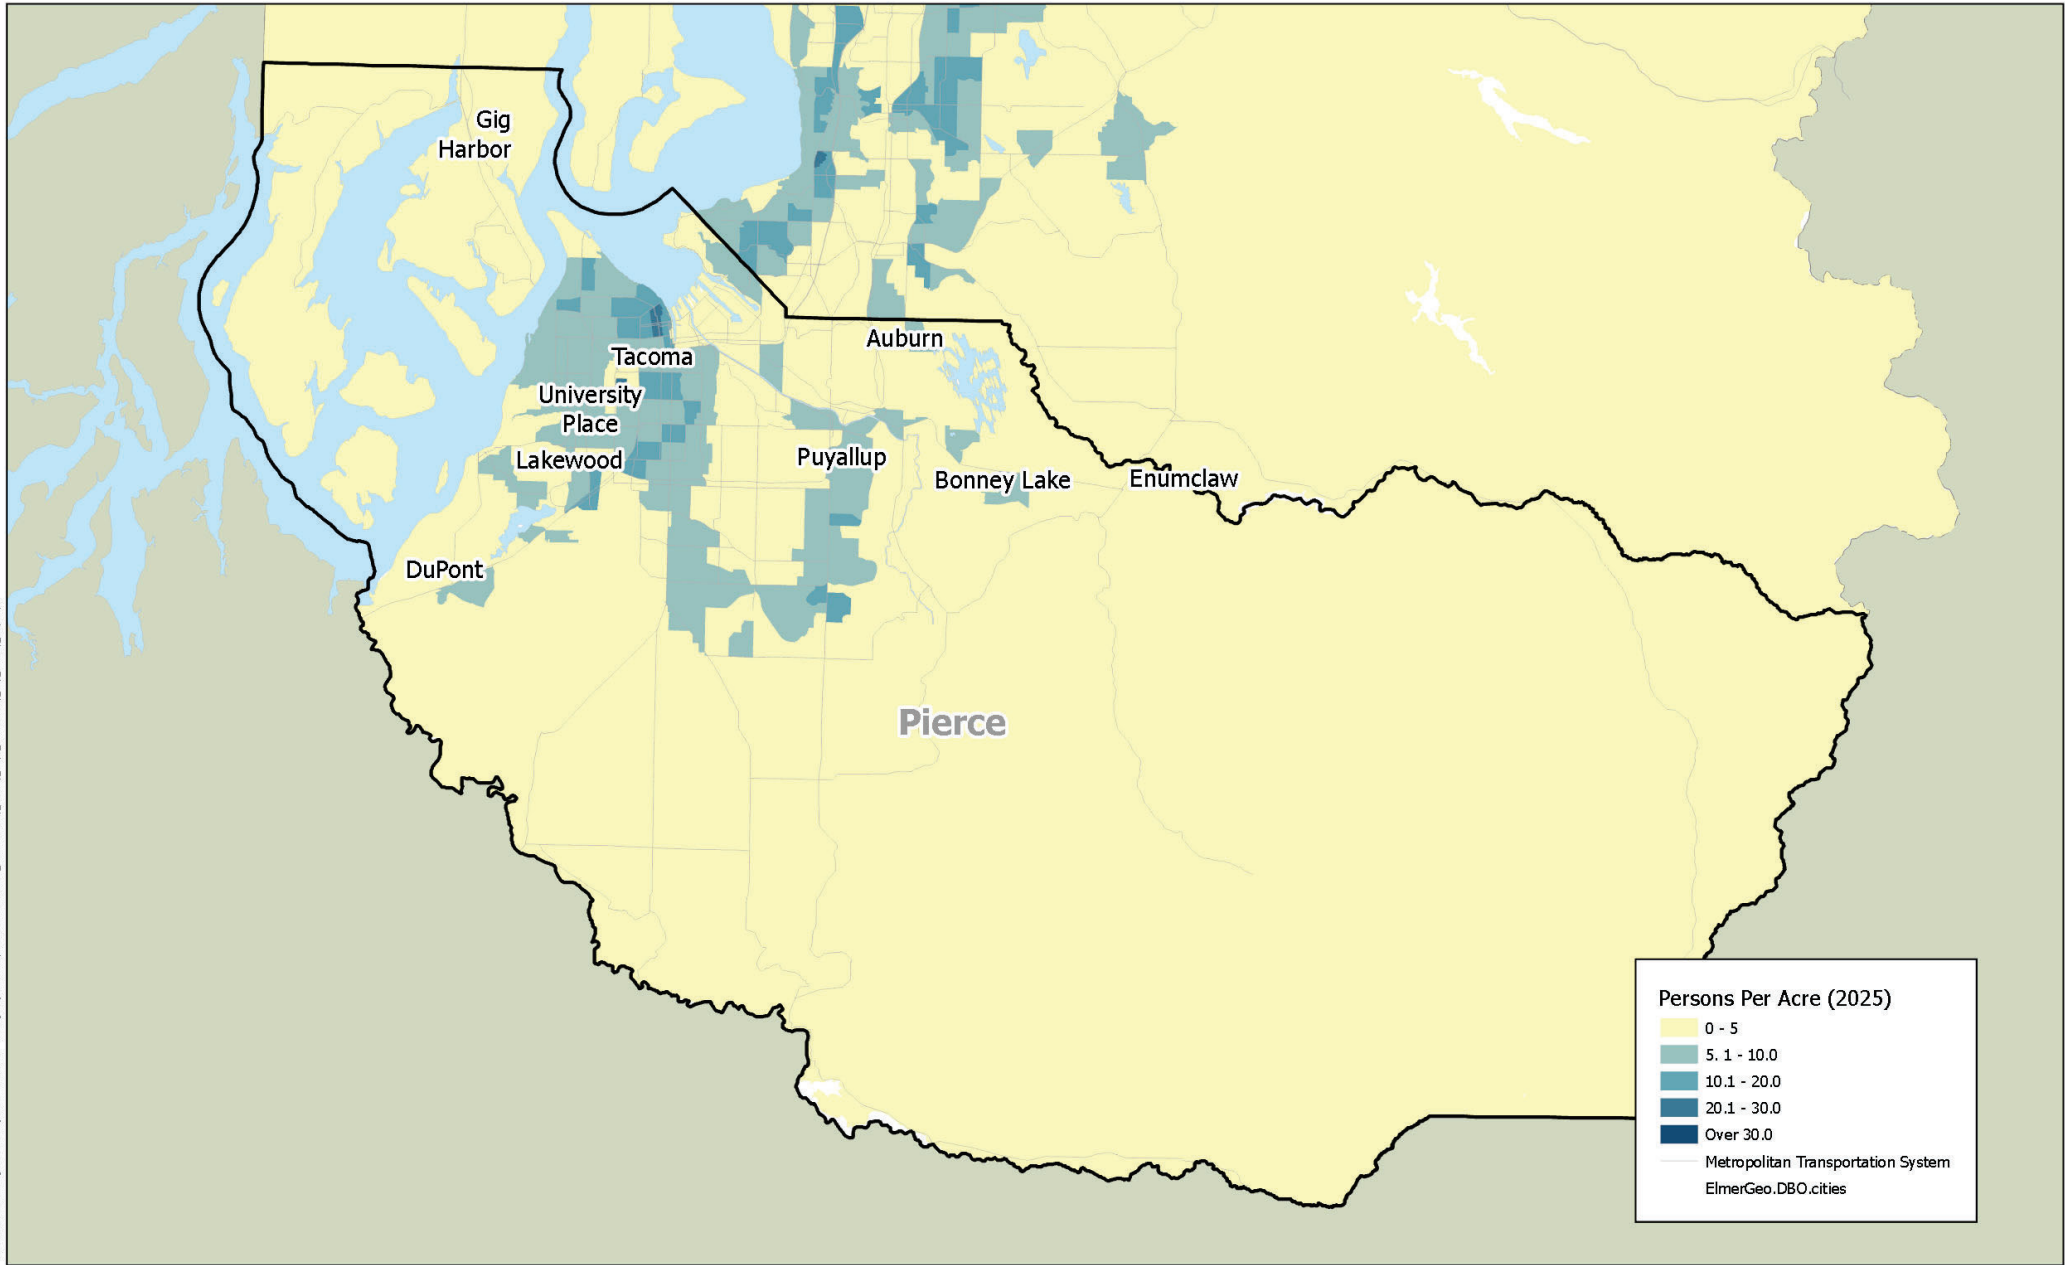 Gig
Harbor
Auburn
Tacoma
University
Place
Lakewood
Puyallup
Bonney Lake
Enumclaw
DuPont
Pierce
Persons Per Acre (2025)
0 - 5
5. 1 - 10.0
10.1 - 20.0
20.1 - 30.0
Over 30.0
Metropolitan Transportation System
ElmerGeo.DBO.cities